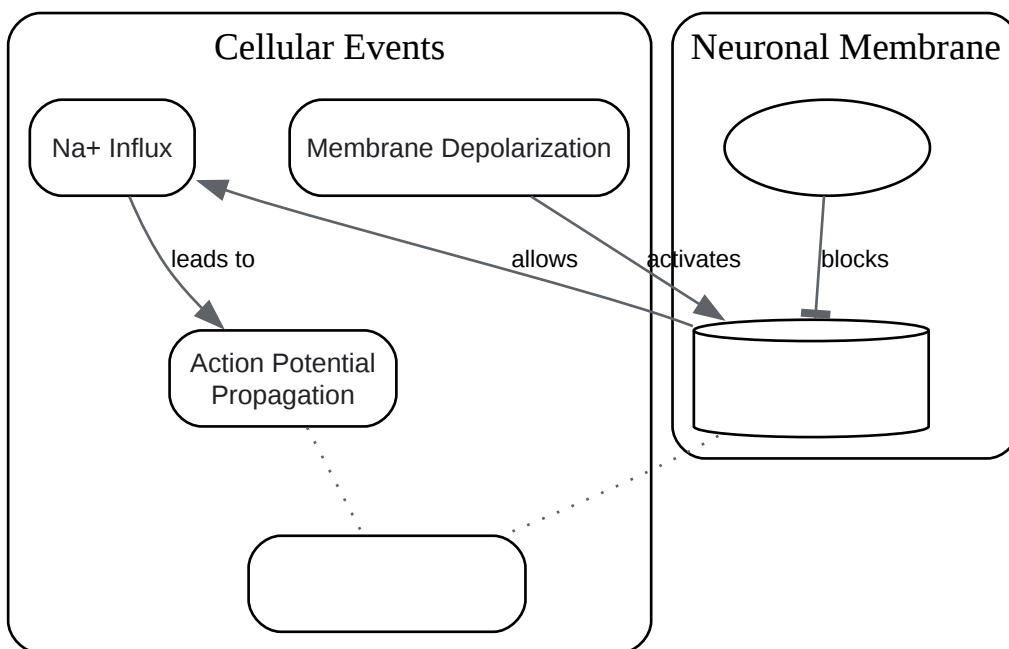 Cellular Events
Neuronal Membrane
Na+ Influx
Membrane Depolarization
leads to
allows
activates
blocks
Action Potential
Propagation